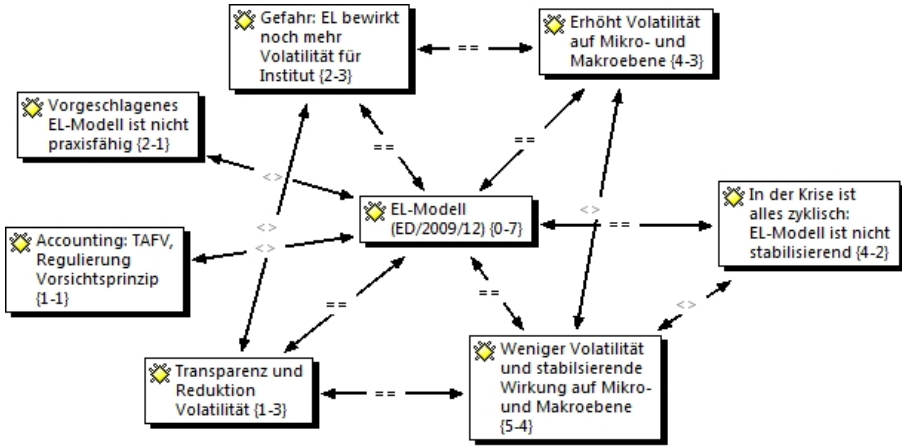 Gefahr: EL bewirkt
noch mehr
Volatilität für
Institut {2-3}
==
Erhöht Volatilität
auf Mikro- und
Makroebene {4-3}
Vorgeschlagenes
EL-Modell ist nicht
praxisfähig {2-1}
==
==
<>
EL-Modell
(ED/2009/12) {0-7}
<>
<>
==
In der Krise ist
alles zyklisch:
EL-Modell ist nicht
stabilisierend {4-2}
Accounting: TAFV,
Regulierung
Vorsichtsprinzip
{1-1}
<>
==
==
<>
Transparenz und
Reduktion
Volatilität {1-3}
==
Weniger Volatilität
und stabilsierende
Wirkung auf Mikro-
und Makroebene
{5-4}